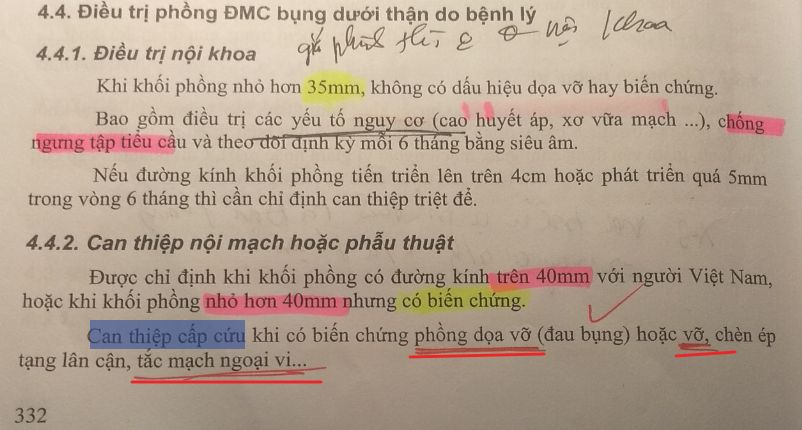 4.4. Điều trị phồng ĐMC bụng dưới thận do bệnh lý
4.4.1. Điều trị nội khoa
Khi khối phồng nhỏ hơn 35mm, không có dấu hiệu dọa vỡ hay biến chứng.
Bao gồm điều trị các yếu tố nguy cơ (cao huyết áp, xơ vữa mạch ...), chống
ngưng tập tiểu cầu và theo dõi định kỳ mỗi 6 tháng bằng siêu âm.
Nếu đường kính khối phồng tiến triển lên trên 4cm hoặc phát triển quá 5mm
trong vòng 6 tháng thì cần chỉ định can thiệp triệt để.
4.4.2. Can thiệp nội mạch hoặc phẫu thuật
Được chỉ định khi khối phồng có đường kính trên 40mm với người Việt Nam,
hoặc khi khối phồng nhỏ hơn 40mm nhưng có biến chứng.
Can thiệp cấp cứu khi có biến chứng phồng dọa vỡ (đau bụng) hoặc vỡ, chèn ép
tạng lân cận, tắc mạch ngoại vi...
332